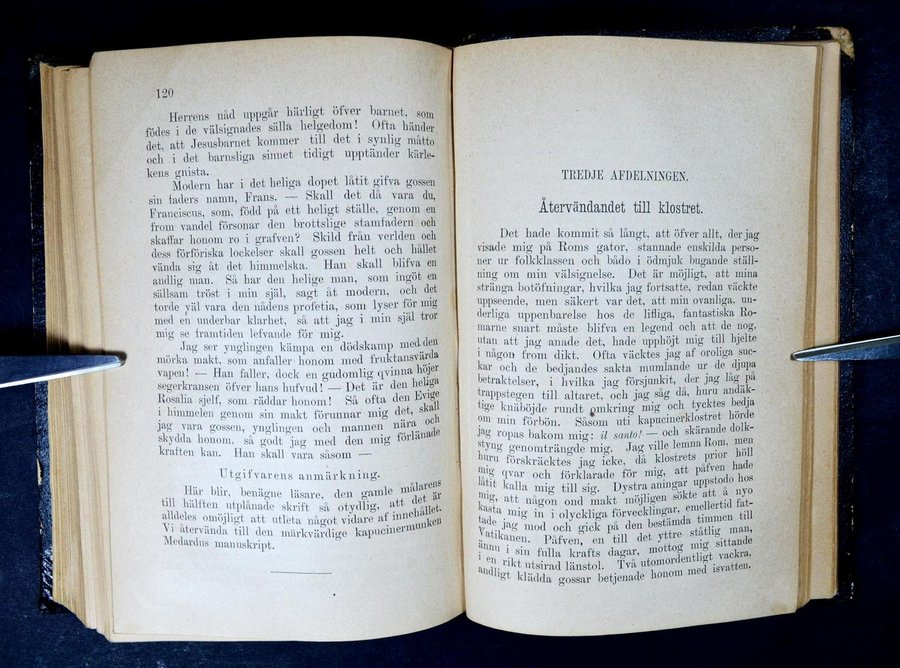 120
Herrens nåd uppgår härligt öfver barnet, som
födes i de välsignades sälla helgedom! Ofta händer
det, att Jesusbarnet kommer till det i synlig måtto
och i det barnsliga sinnet tidigt upptänder kärle-
kens gnista.
Modern har i det heliga dopet låtit gifva gossen
sin faders namn, Frans. — Skall det då vara du,
Franciscus, som, född på ett heligt ställe, genom en
from vandel försonar den brottslige stamfadern och
skaffar honom ro i grafven? Skild från verlden och
dess förföriska lockelser skall gossen helt och hållet
vända sig åt det himmelska. Han skall blifva en
andlig man. Så har den helige man, som ingöt en
sällsam tröst i min själ, sagt åt modern, och det
torde väl vara den nådens profetia, som lyser för mig
med en underbar klarhet, så att jag i min själ tror
mig se framtiden lefvande för mig.
Jag ser ynglingen kämpa en dödskamp med den
mörka makt, som anfaller honom med fruktansvärda
vapen! — Han faller, dock en gudomlig qvinna höjer
segerkransen öfver hans hufvud! — Det är den heliga
Rosalia sjelf, som räddar honom! Så ofta den Evige
i himmelen genom sin makt förunnar mig det, skall
jag vara gossen, ynglingen och mannen nära och
skydda honom, så godt jag med den mig förlänade
kraften kan. Han skall vara såsom —
Utgifvarens anmärkning.
Här blir, benägne läsare, den gamle målarens
till hälften utplånade skrift så otydlig, att det är
alldeles omöjligt att utleta något vidare af innehållet.
Vi återvända till den märkvärdige kapucinermunken
Medardus manuskript.
TREDJE AFDELNINGEN.
Återvändandet till klostret.
Det hade kommit så långt, att öfver allt, der jag
visade mig på Roms gator, stannade enskilda perso-
ner ur folkklassen och bådo i ödmjuk bugande ställ-
ning om min välsignelse. Det är möjligt, att mina
stränga botöfningar, hvilka jag fortsatte, redan väckte
uppseende, men säkert var det, att min ovanliga, un-
derliga uppenbarelse hos de lifliga, fantastiska Ro-
marne snart måste blifva en legend och att de nog,
utan att jag anade det, hade upphöjt mig till hjelte
i någon from dikt. Ofta väcktes jag af oroliga suc-
kar och de bedjandes sakta mumlande ur de djupa
betraktelser, i hvilka jag försjunkit, der jag låg på
trappstegen till altaret, och jag såg då, huru andäk-
tige knäböjde rundt omkring mig och tycktes bedja
om min förbön. Såsom uti kapucinerklostret hörde
jag ropas bakom mig: il santo! — och skärande dolk-
styng genomträngde mig. Jag ville lemna Rom, men
huru förskräcktes jag icke, då klostrets prior höll
mig qvar och förklarade för mig, att påfven hade
låtit kalla mig till sig. Dystra aningar uppstodo hos
mig, att någon ond makt möjligen sökte att å nyo
kasta mig in i olyckliga förvecklingar, emellertid fat-
tade jag mod och gick på den bestämda timmen till
Vatikanen. Påfven, en till det yttre ståtlig man,
ännu i sin fulla krafts dagar, mottog mig sittande
i en rikt utsirad länstol. Två utomordentligt vackra,
andligt klädda gossar betjenade honom med isvatten,